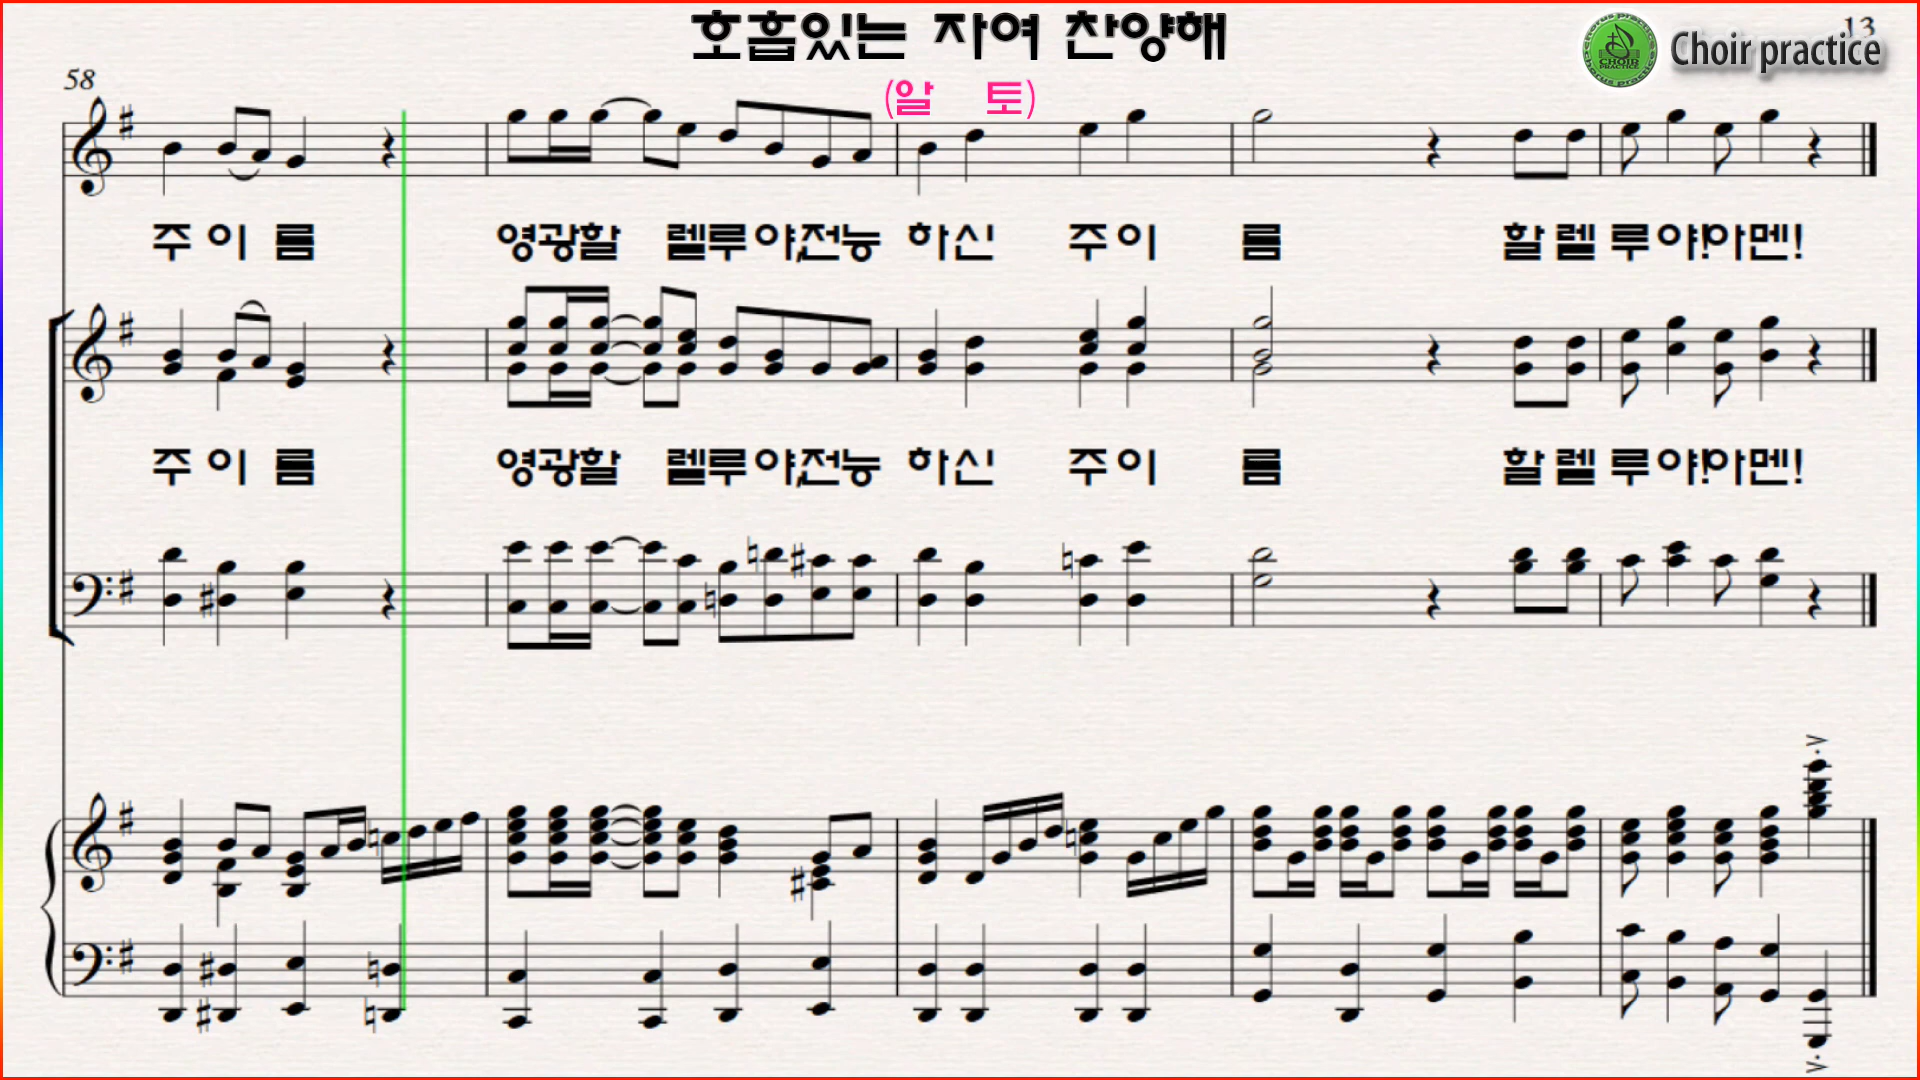 호흡있는 자여 찬양해
13
Choir practice
(알 토)
58
주 이 름 영광할 렐루야,전능 하신 주이 름 할렐 루야!아멘!
주 이 름 영광할 렐루야,전능 하신 주이 름 할렐 루야!아멘!